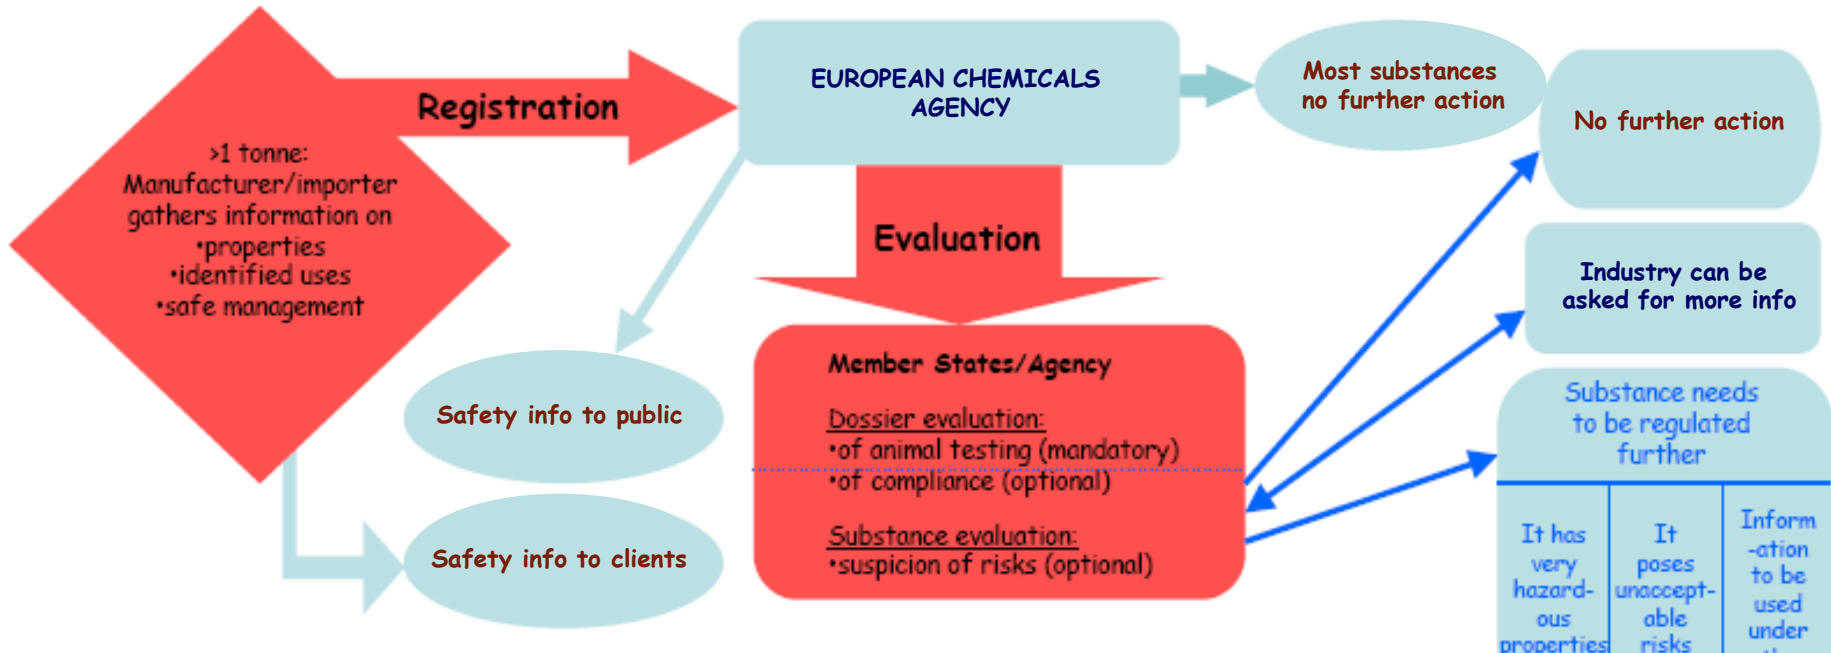 Registration
>1 tonne:
Manufacturer/importer
gathers information on
•properties
•identified uses
•safe management
EUROPEAN CHEMICALS
AGENCY
Most substances
no further action
No further action
Evaluation
Industry can be
asked for more info
Safety info to public
Safety info to clients
Member States/Agency
Dossier evaluation:
•of animal testing (mandatory)
•of compliance (optional)
Substance evaluation:
•suspicion of risks (optional)
Substance needs
to be regulated
further
It has
very
hazard-
ous
properties
It
poses
unaccept-
able
risks
Inform
-ation
to be
used
under